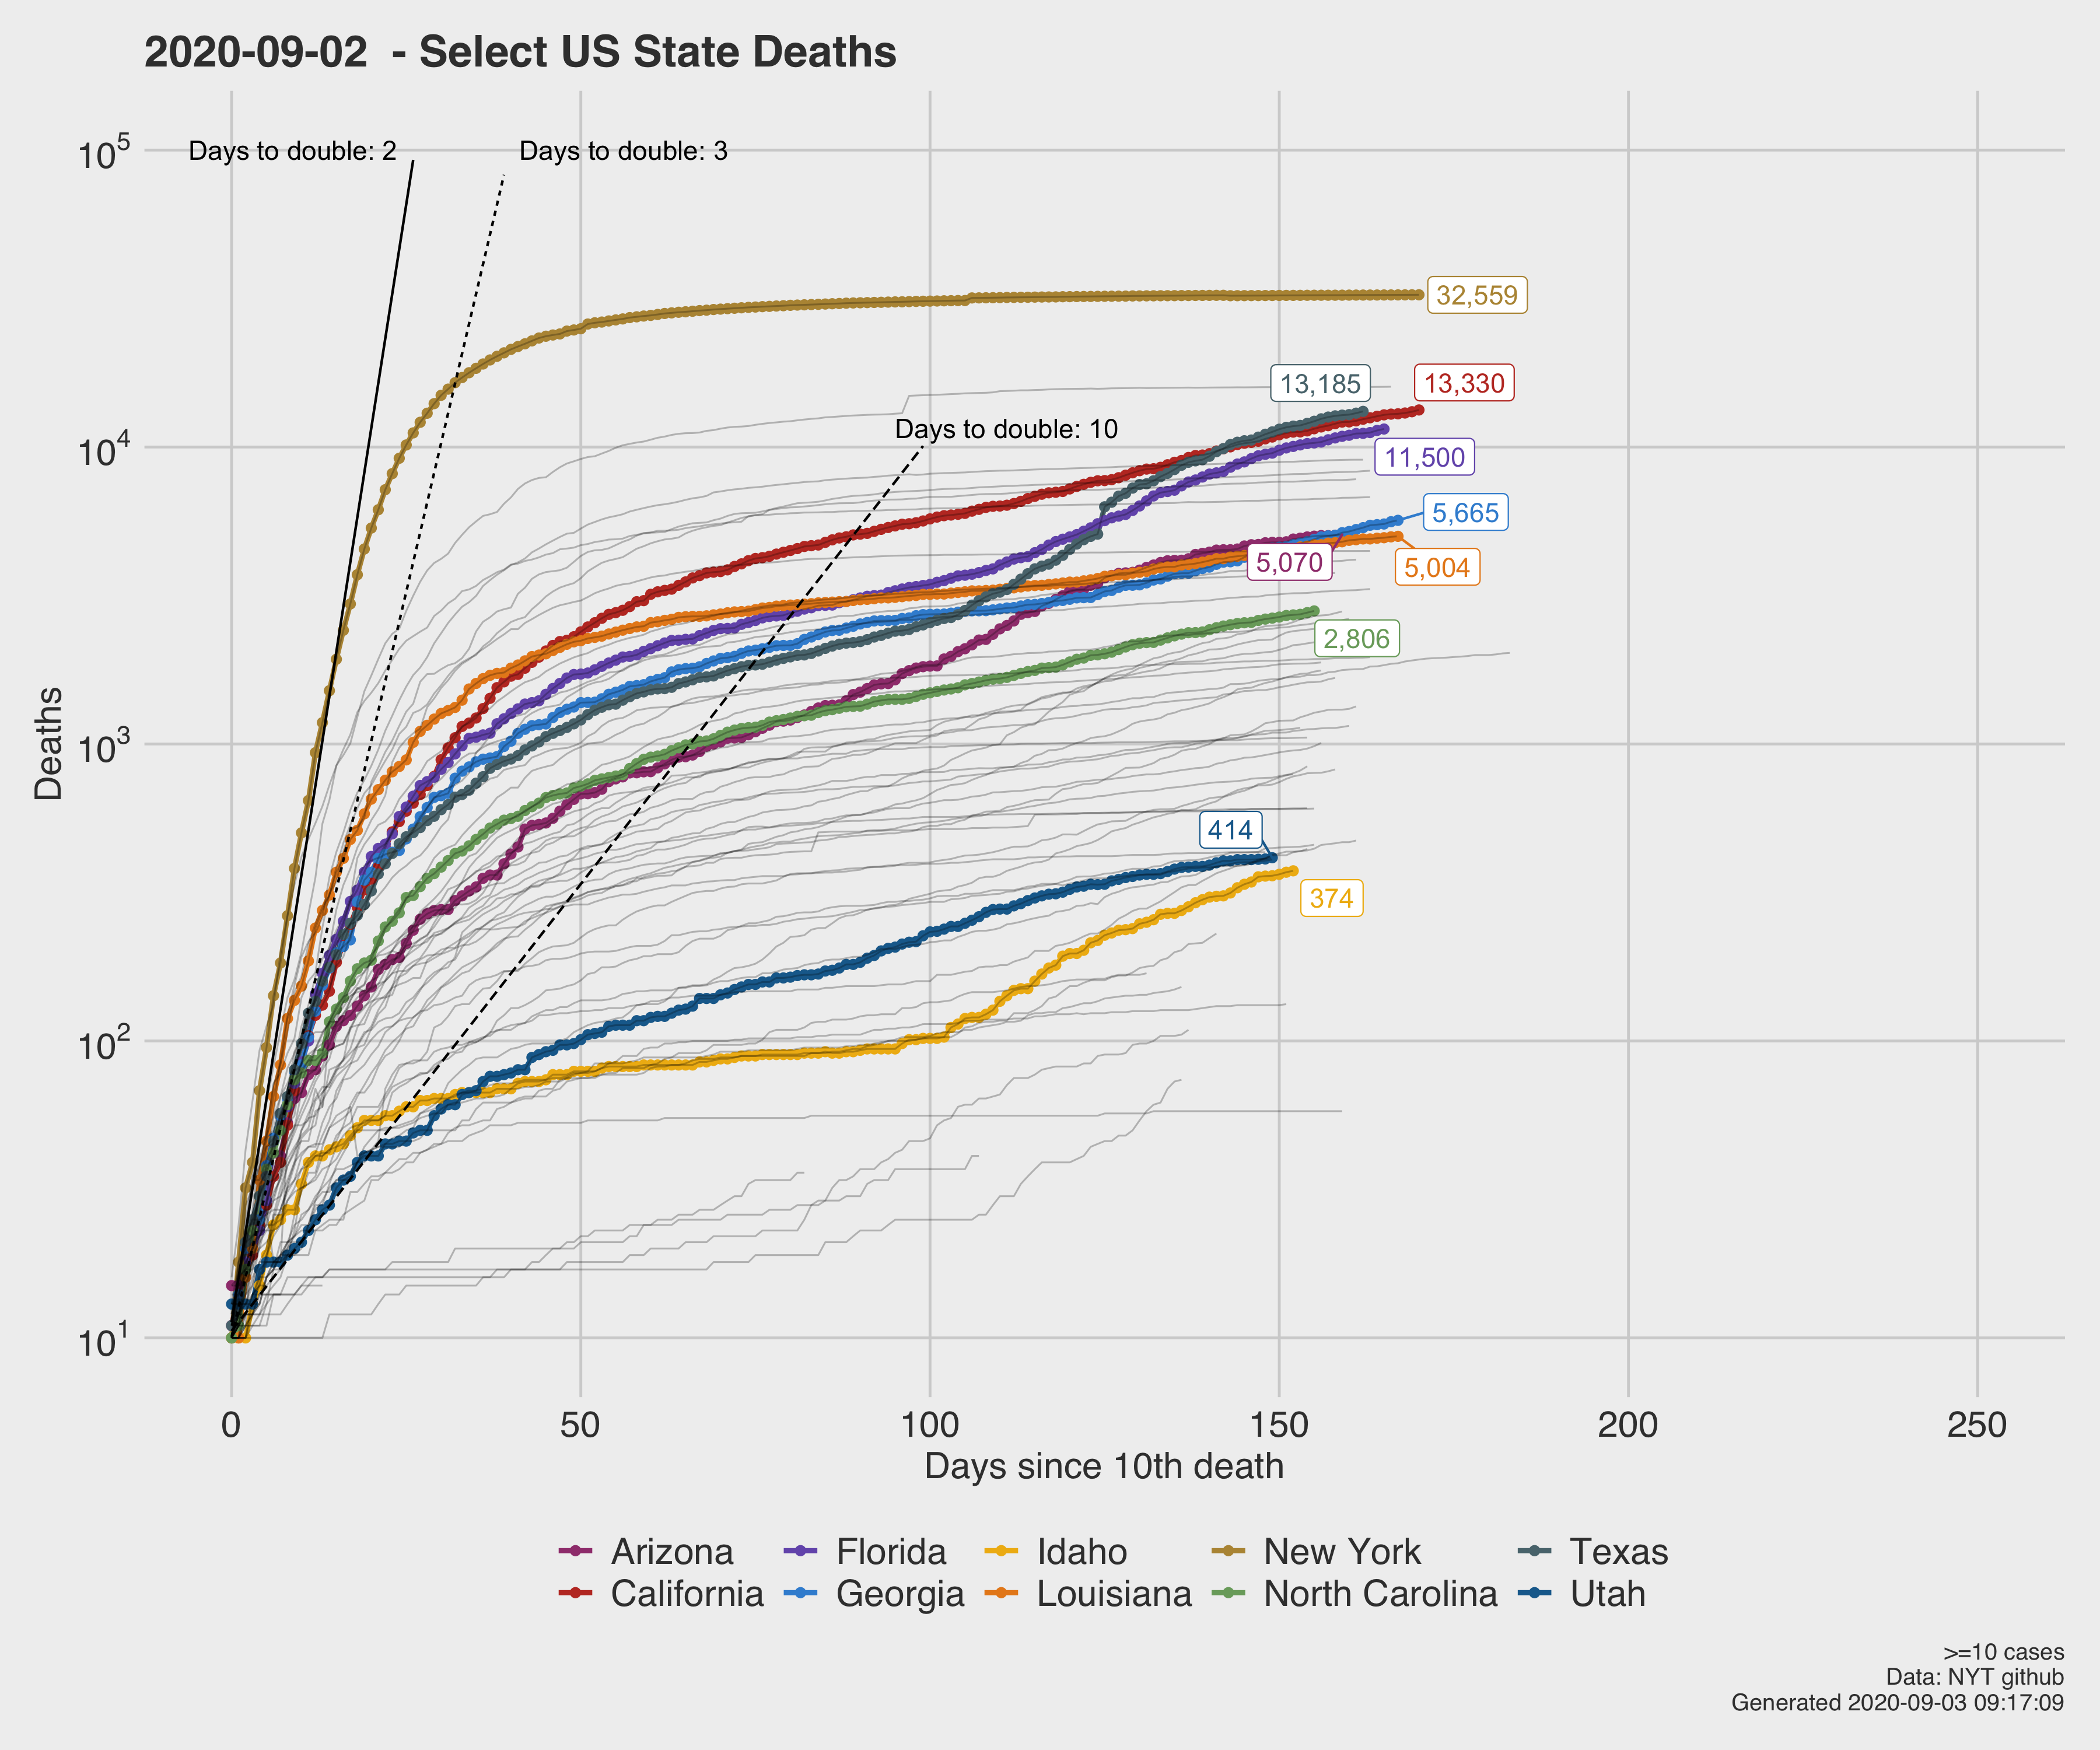 2020-09-02  - Select US State Deaths
Days to double: 2
Days to double: 3
10^5
32,559
13,185
13,330
Days to double: 10
10^4
11,500
5,665
5,070
5,004
2,806
Deaths
10^3
414
374
10^2
10^1
0 50 100 150 200 250
Days since 10th death
Arizona Florida Idaho New York Texas
California Georgia Louisiana North Carolina Utah
>=10 cases
Data: NYT github
Generated 2020-09-03 09:17:09